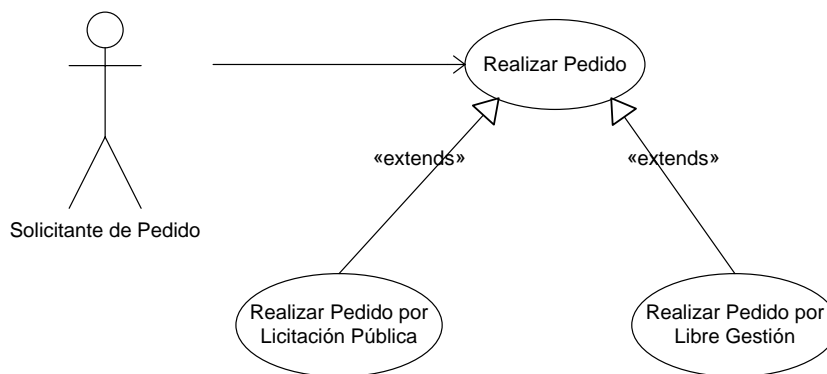 Realizar Pedido
«extends»
«extends»
Solicitante de Pedido
Realizar Pedido por
Licitación Pública
Realizar Pedido por
Libre Gestión